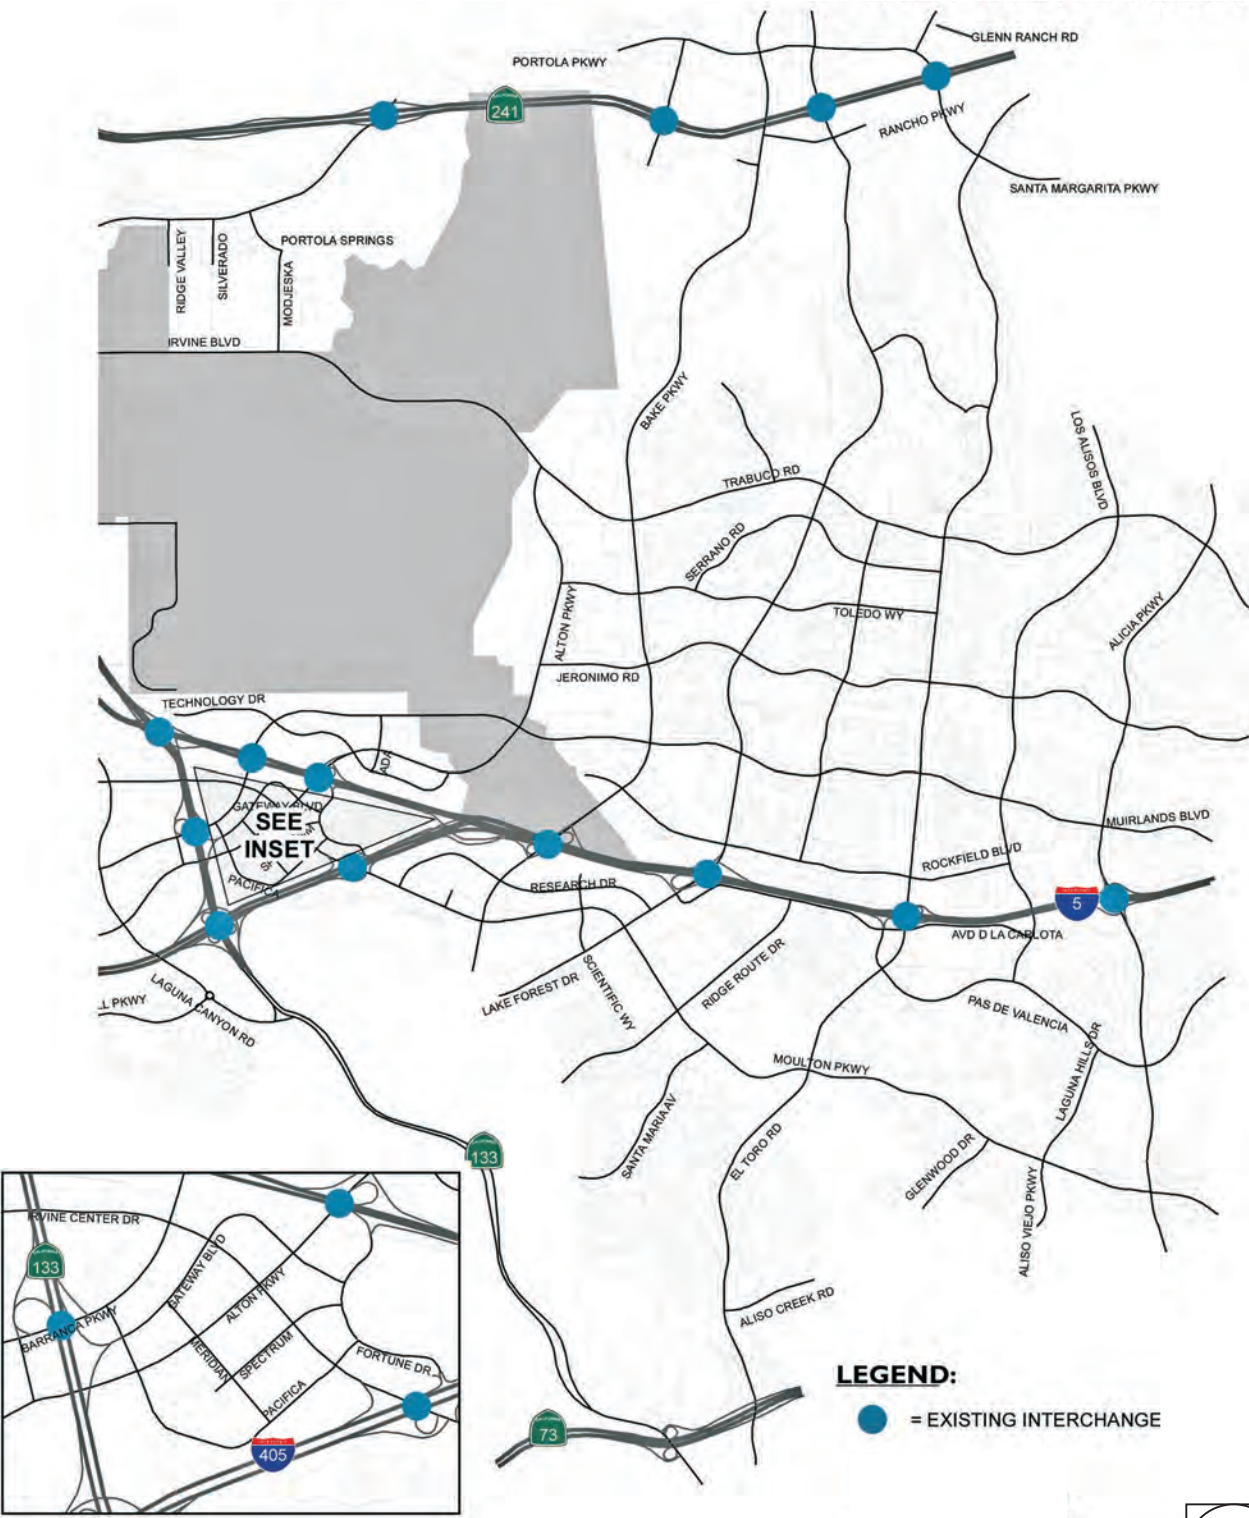 GLENN RANCH RD
PORTOLA PKWY
241
RANCHO PKWY
SANTA MARGARITA PKWY
RIDGE VALLEY
SILVERADO
PORTOLA SPRINGS
MODJESKA
IRVINE BLVD
BAKE PKWY
LOS ALISOS BLVD
TRABUCO RD
SERRANO RD
ALTON PKWY
TOLEDO WY
ALICIA PKWY
JERONIMO RD
TECHNOLOGY DR
ADA
GATEWAY BLVD
SEE
INSET
PACIFICA
MUIRLANDS BLVD
ROCKFIELD BLVD
RESEARCH DR
5
AVD D LA CARLOTA
LAKE FOREST DR
SCIENTIFIC WY
RIDGE ROUTE DR
LL PKWY
LAGUNA CANYON RD
PAS DE VALENCIA
LAGUNA HILLS DR
MOULTON PKWY
SANTA MARIA AV
EL TORO RD
GLENWOOD DR
ALISO VIEJO PKWY
133
ALISO CREEK RD
IRVINE CENTER DR
133
BARRANCA PKWY
GATEWAY BLVD
ALTON PKWY
MERIDIAN
SPECTRUM
FORTUNE DR
PACIFICA
405
73
LEGEND:
= EXISTING INTERCHANGE